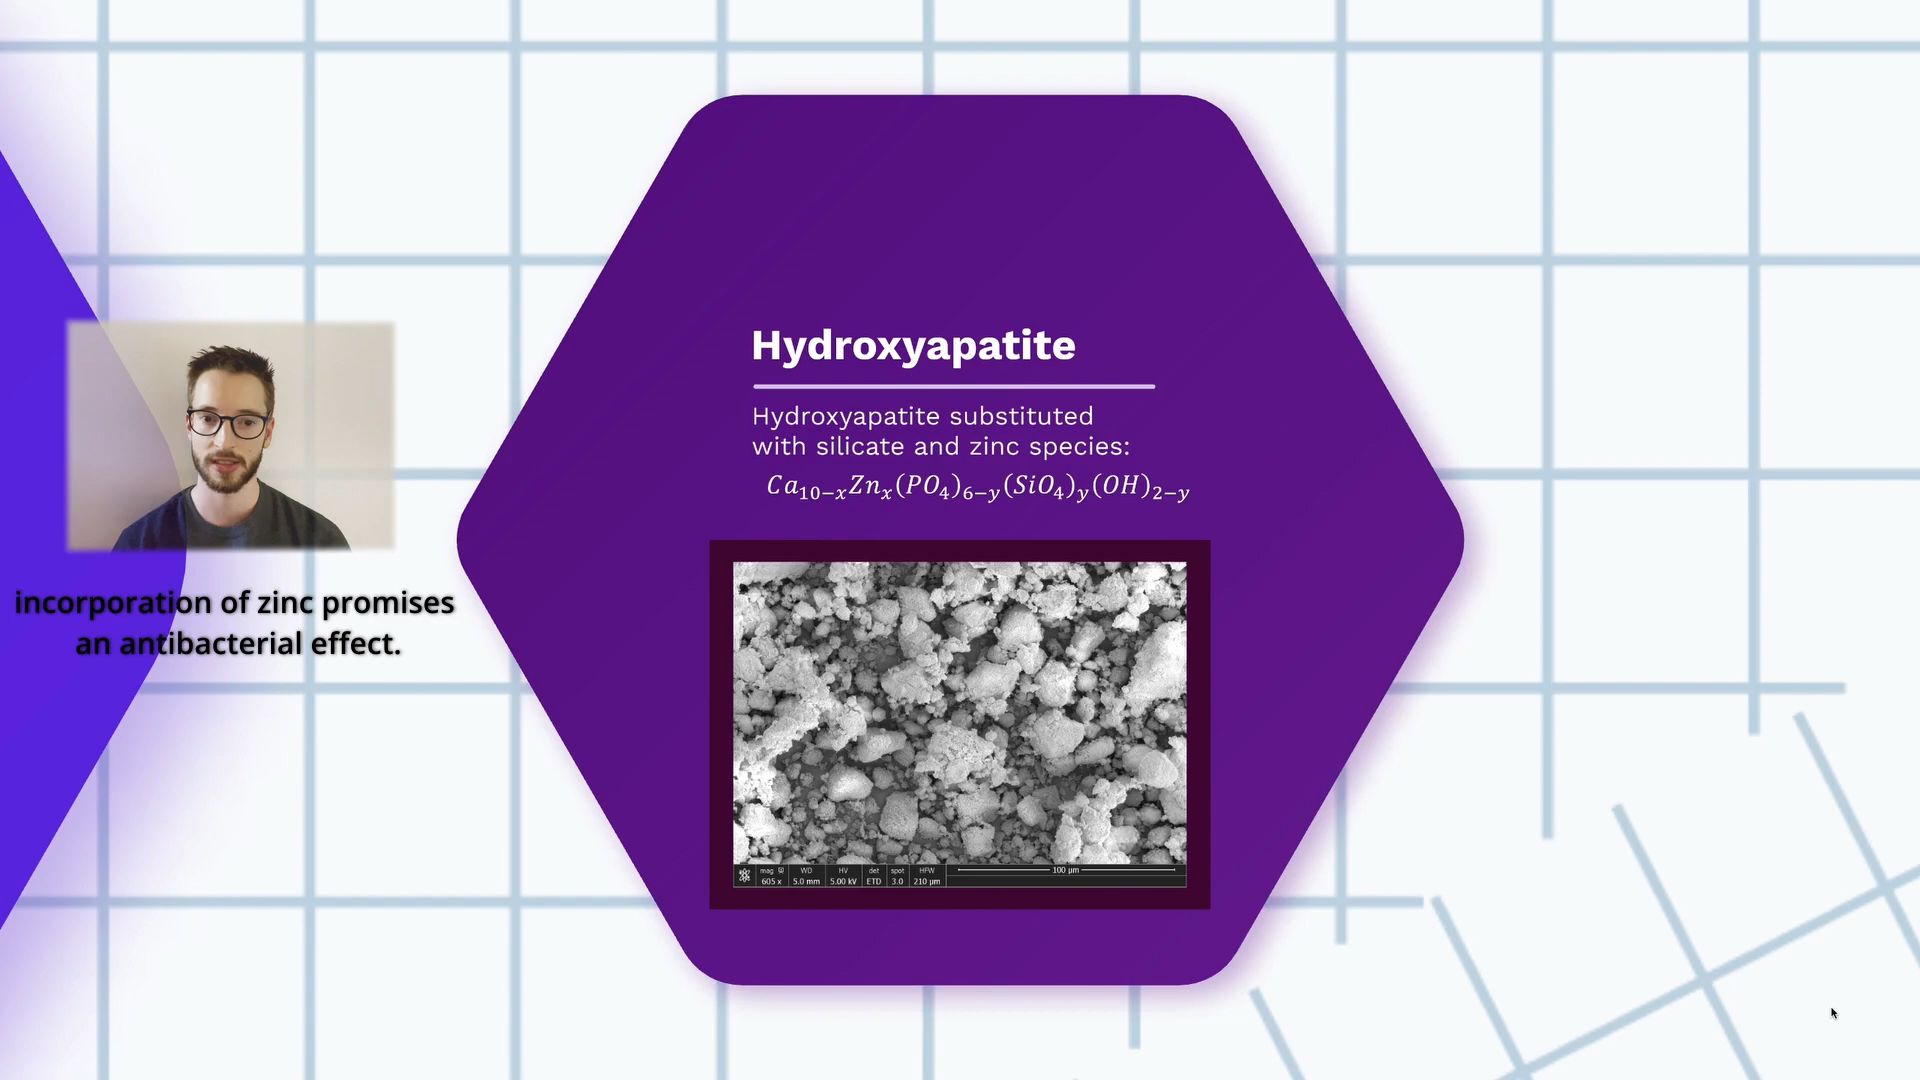 Hydroxyapatite
Hydroxyapatite substituted
with silicate and zinc species:
Ca₁₀₋ₓZnₓ(PO₄)₆₋ᵧ(SiO₄)ᵧ(OH)₂₋ᵧ
incorporation of zinc promises
an antibacterial effect.
mag WD HV det spot HFW 100 µm
605 x 5.0 mm 5.00 kV ETD 3.0 210 µm